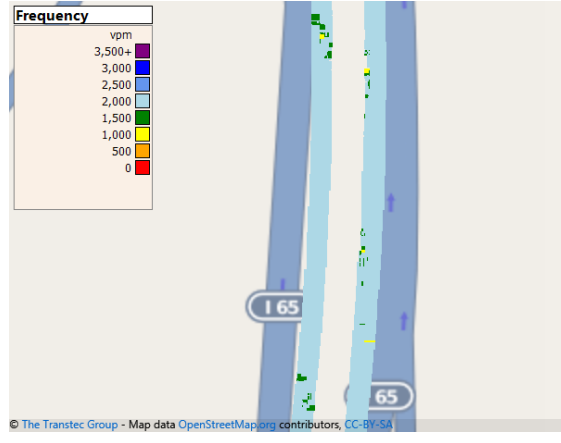 Frequency
vpm
3,500+
3,000
2,500
2,000
1,500
1,000
500
0
I 65
65
© The Transtec Group - Map data OpenStreetMap.org contributors, CC-BY-SA